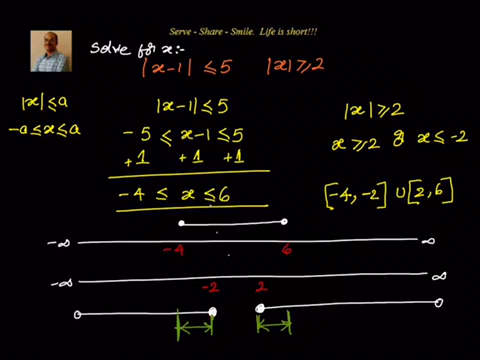 Serve - Share - Smile. Life is short!!!
Solve for x:-
|x-1| ≤ 5 |x| ≥ 2
|x| ≤ a
-a ≤ x ≤ a
|x-1| ≤ 5
-5 ≤ x-1 ≤ 5
+1 +1 +1
-4 ≤ x ≤ 6
|x| ≥ 2
x ≥ 2 & x ≤ -2
[-4, -2] ∪ [2, 6]
-∞ -4 6 ∞
-∞ -2 2 ∞